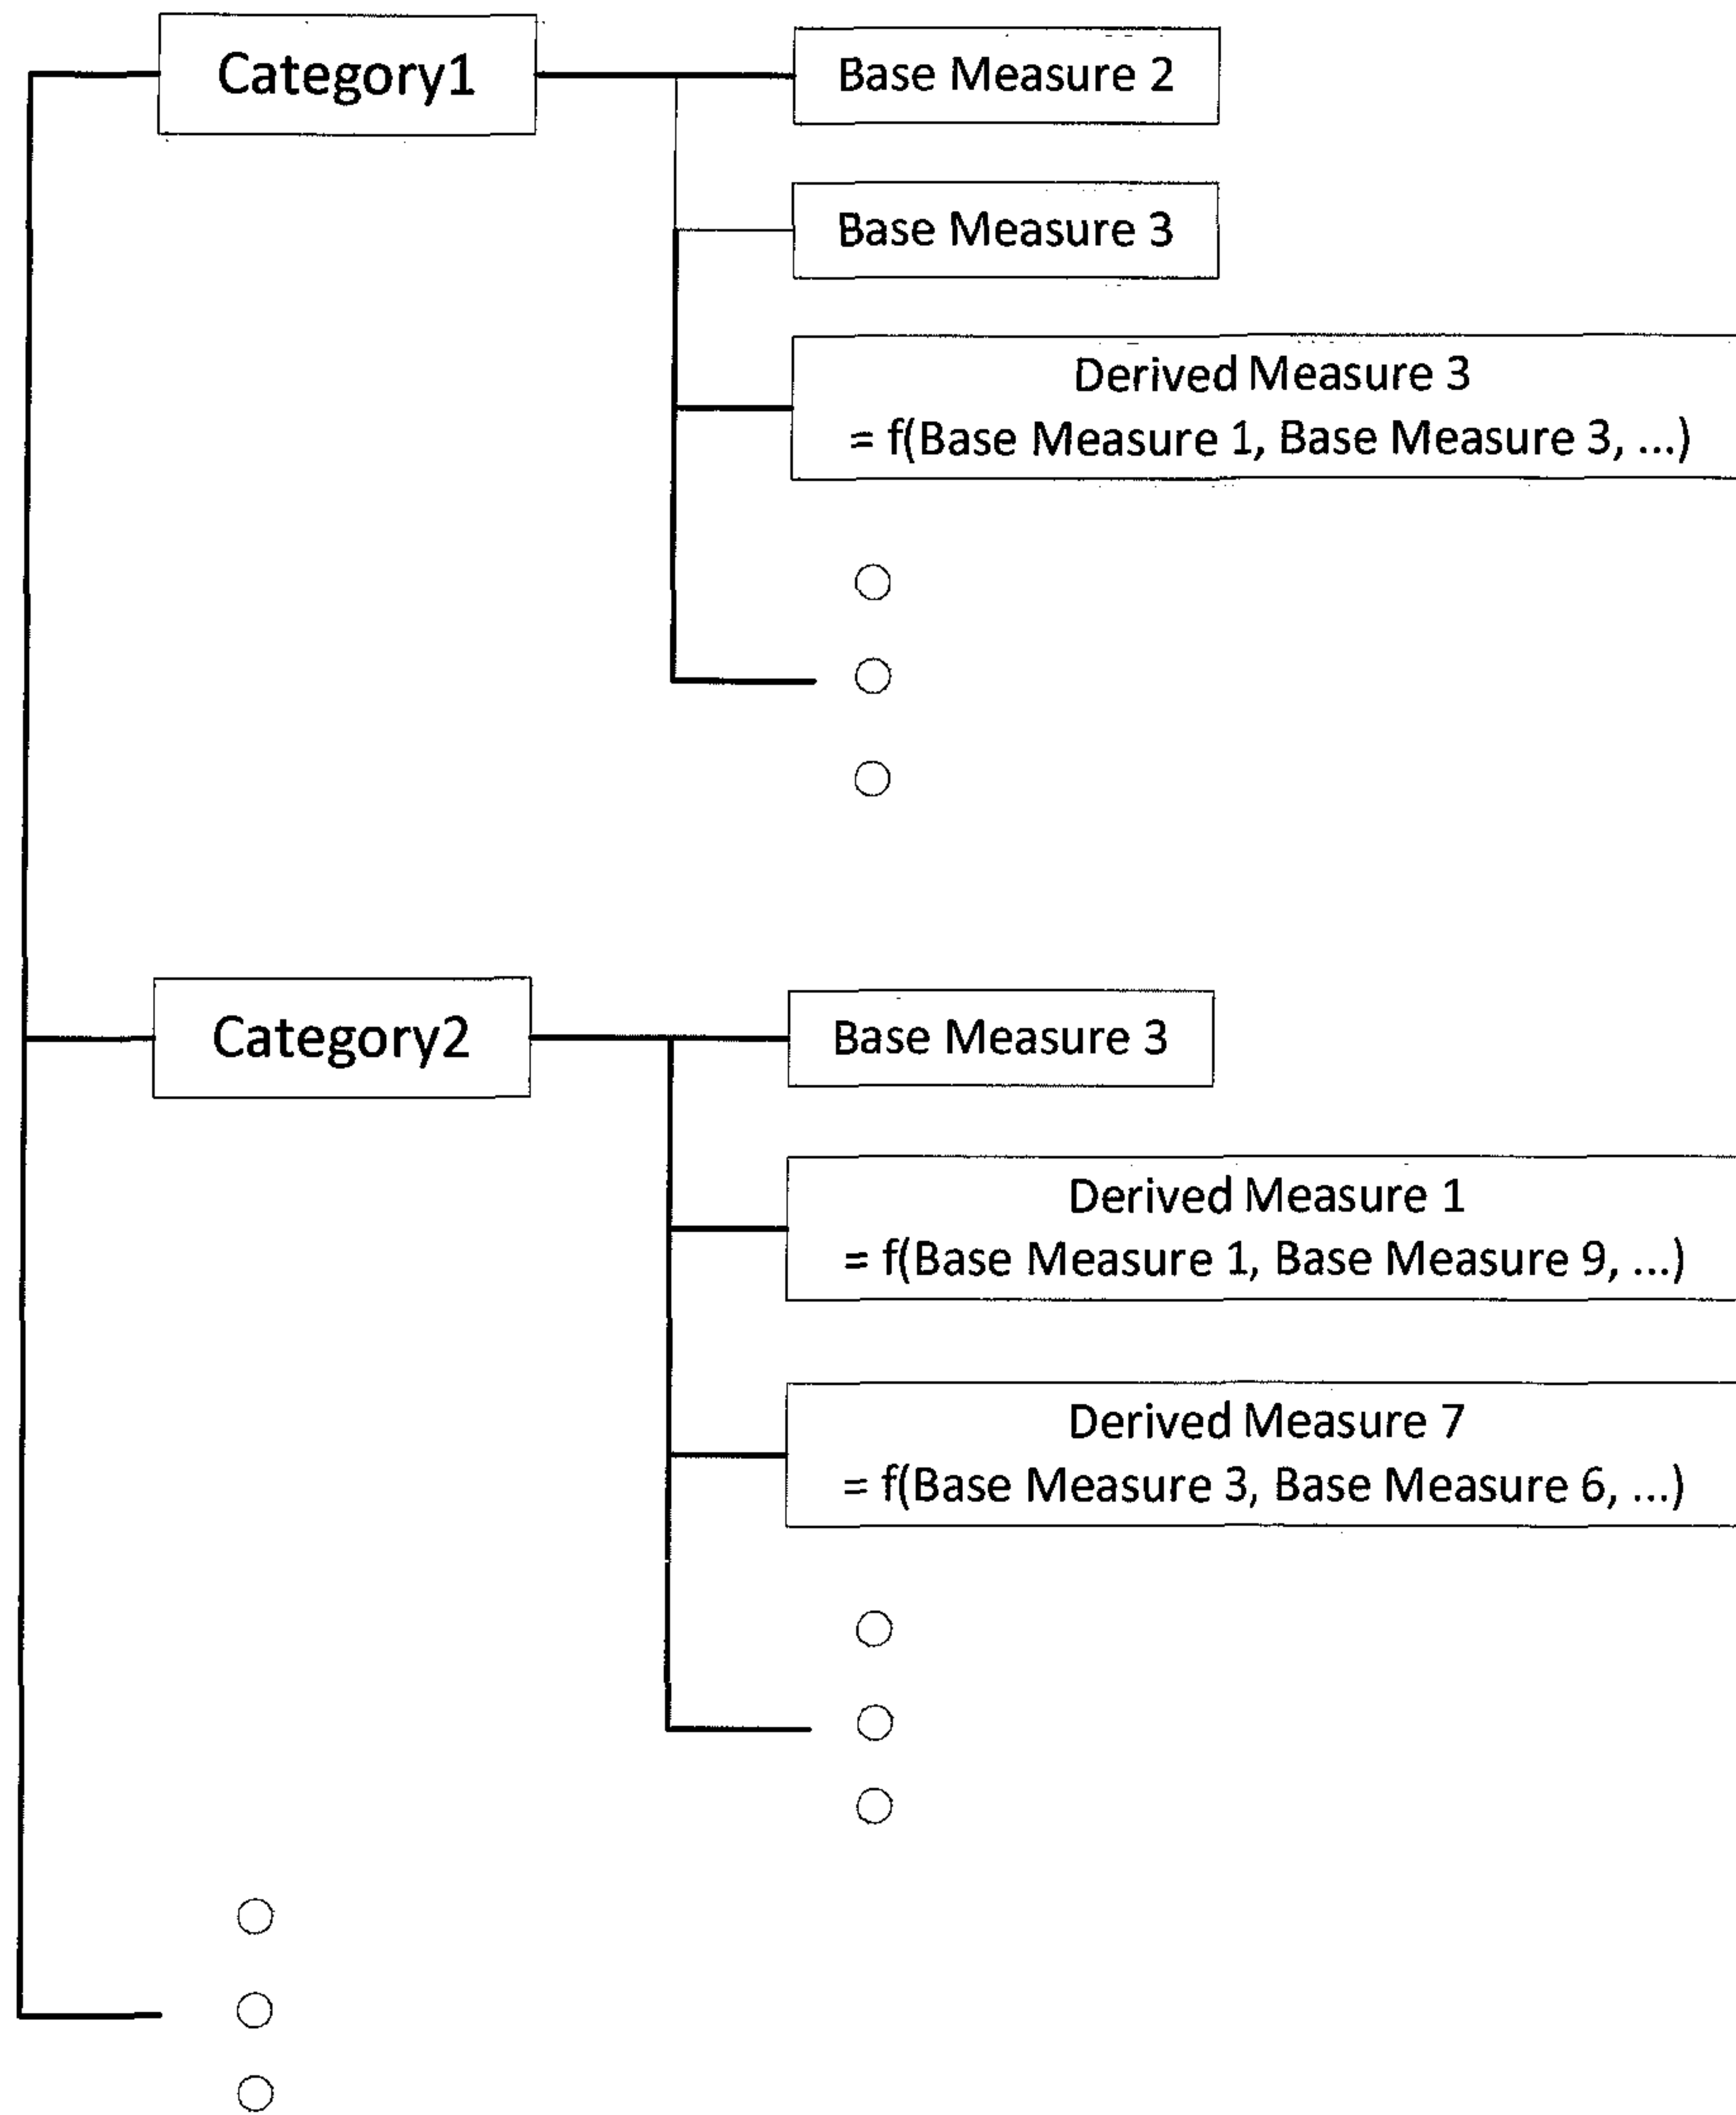 Category1
Base Measure 2
Base Measure 3
Derived Measure 3
= f(Base Measure 1, Base Measure 3, ...)
Category2
Base Measure 3
Derived Measure 1
= f(Base Measure 1, Base Measure 9, ...)
Derived Measure 7
= f(Base Measure 3, Base Measure 6, ...)